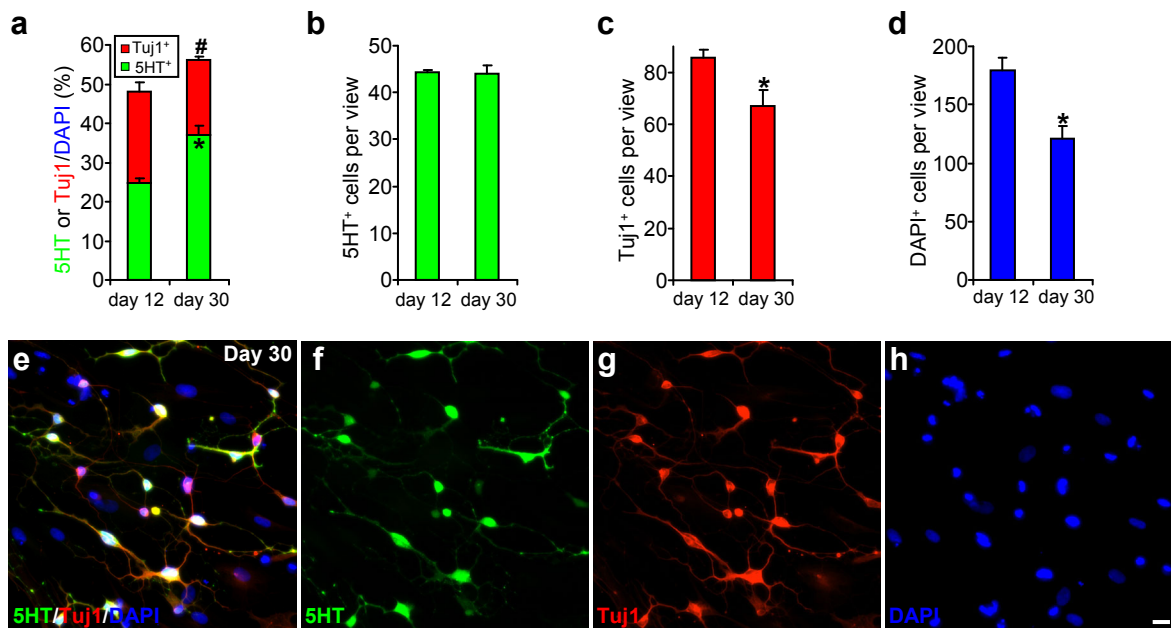 a
5HT or Tuj1/DAPI (%)
60
50
40
30
20
10
0
Tuj1⁺
5HT⁺
#
*
day 12 day 30
b
5HT⁺ cells per view
50
40
30
20
10
0
day 12 day 30
c
Tuj1⁺ cells per view
80
60
40
20
0
*
day 12 day 30
d
DAPI⁺ cells per view
200
150
100
50
0
*
day 12 day 30
e
Day 30
5HT/Tuj1/DAPI
f
5HT
g
Tuj1
h
DAPI